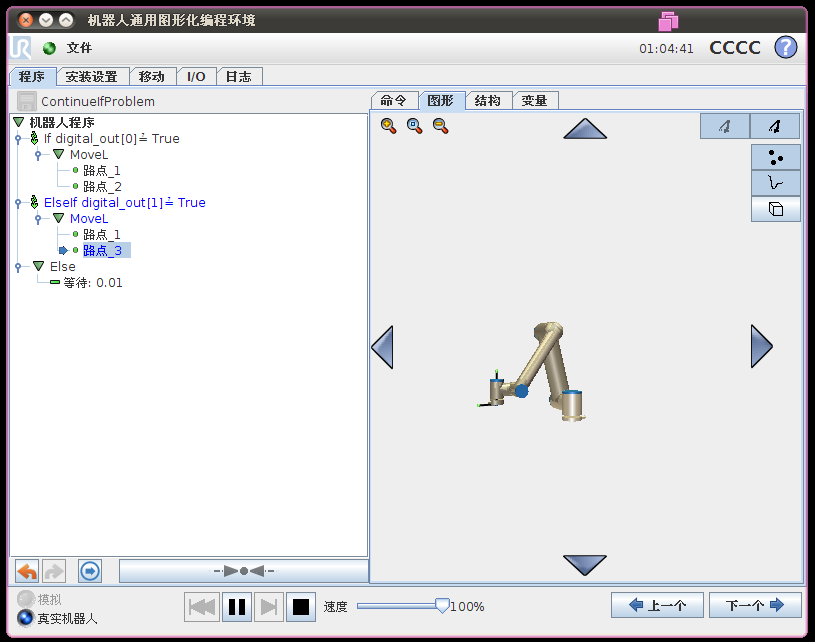 机器人通用图形化编程环境
UR 文件 01:04:41 CCCC ?
程序 安装设置 移动 I/O 日志
ContinueIfProblem
命令 图形 结构 变量
机器人程序
If digital_out[0]≟ True
MoveL
路点_1
路点_2
ElseIf digital_out[1]≟ True
MoveL
路点_1
路点_3
Else
等待: 0.01
模拟
真实机器人
速度 100%
上一个 下一个